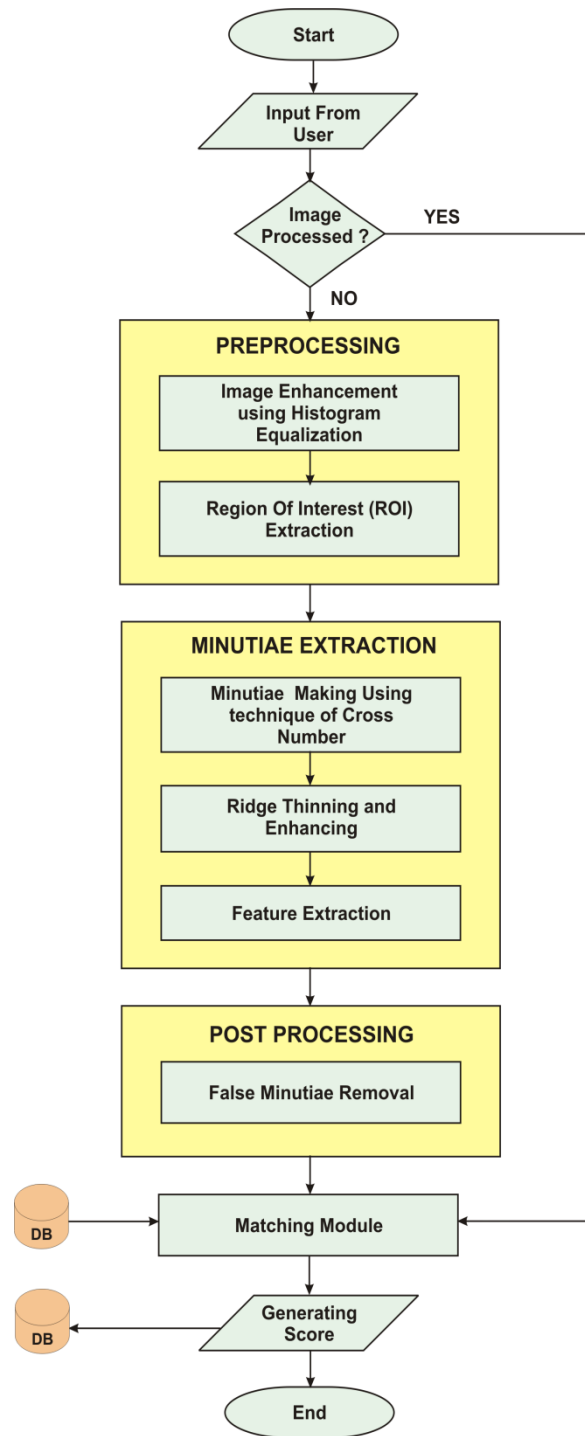 Start
Input From
User
Image
Processed ?
YES
NO
PREPROCESSING
Image Enhancement
using Histogram
Equalization
Region Of Interest (ROI)
Extraction
MINUTIAE EXTRACTION
Minutiae Making Using
technique of Cross
Number
Ridge Thinning and
Enhancing
Feature Extraction
POST PROCESSING
False Minutiae Removal
DB
Matching Module
DB
Generating
Score
End